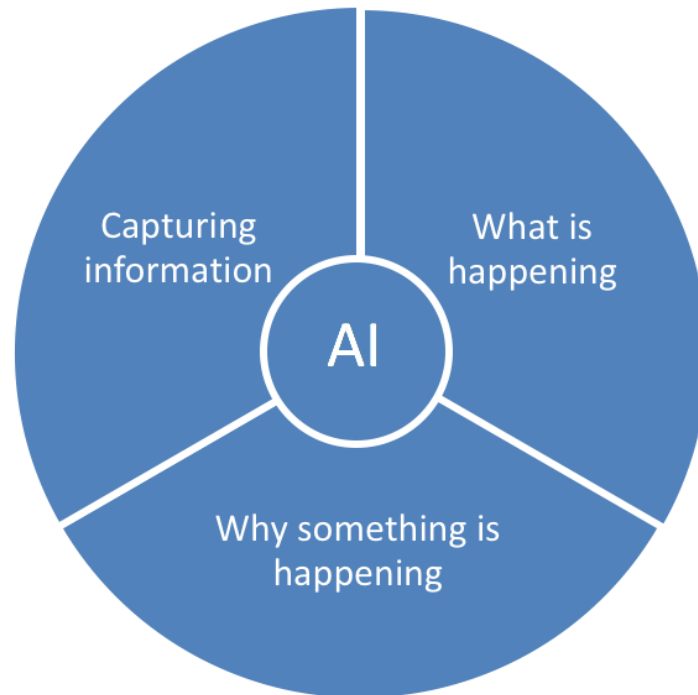 Capturing
information
What is
happening
AI
Why something is
happening